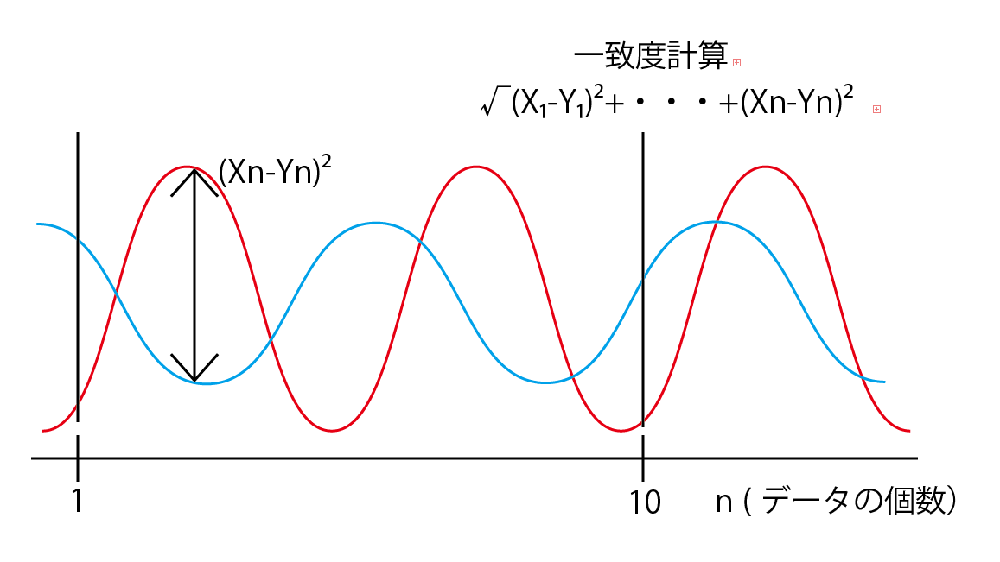 一致度計算
√(X₁-Y₁)²+・・・+(Xn-Yn)²
(Xn-Yn)²
1
10
n ( データの個数）